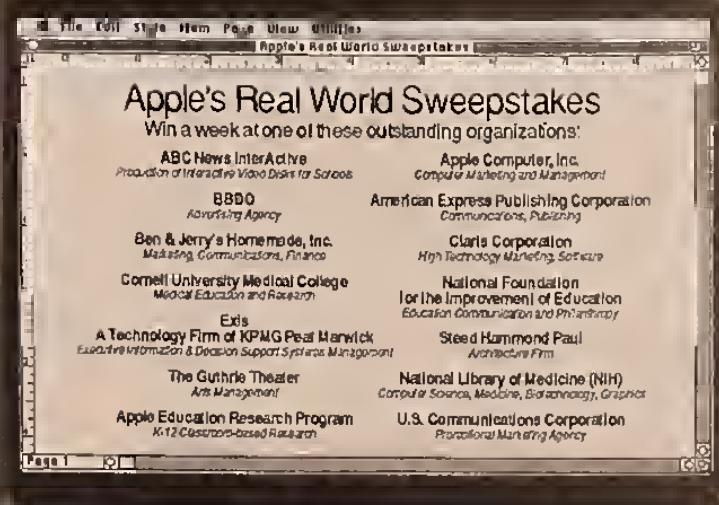 File Edit Style Item Page View Utilities
Apple's Real World Sweepstakes
Apple's Real World Sweepstakes
Win a week at one of these outstanding organizations:
ABC News InterActive
Production of Interactive Video Disks for Schools
BBDO
Advertising Agency
Ben & Jerry's Homemade, Inc.
Marketing, Communications, Finance
Cornell University Medical College
Medical Education and Research
Exis
A Technology Firm of KPMG Peat Marwick
Executive Information & Decision Support Systems Management
The Guthrie Theater
Arts Management
Apple Education Research Program
K-12 Classroom-based Research
Apple Computer, Inc.
Computer Marketing and Management
American Express Publishing Corporation
Communications, Publishing
Claris Corporation
High Technology Marketing, Software
National Foundation
for the Improvement of Education
Education Communication and Philanthropy
Steed Hammond Paul
Architecture Firm
National Library of Medicine (NIH)
Computer Science, Medicine, Biotechnology, Graphics
U.S. Communications Corporation
Promotional Marketing Agency
Page 1